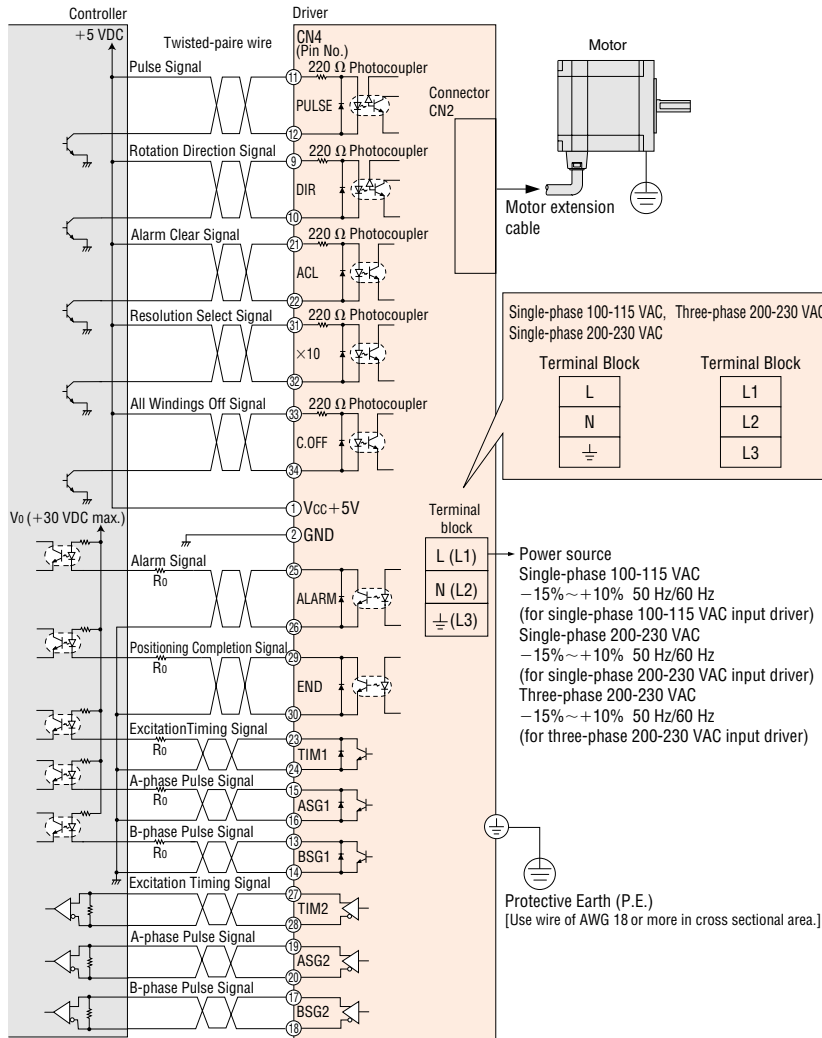 Controller
Driver
+5 VDC
Twisted-paire wire
CN4
(Pin No.)
Pulse Signal
11
220 Ω Photocoupler
PULSE
12
Rotation Direction Signal
9
220 Ω Photocoupler
DIR
10
Alarm Clear Signal
21
220 Ω Photocoupler
ACL
22
Resolution Select Signal
31
220 Ω Photocoupler
×10
32
All Windings Off Signal
33
220 Ω Photocoupler
C.OFF
34
1 Vcc+5V
V0 (+30 VDC max.)
2 GND
Alarm Signal
R0
25
ALARM
26
Positioning Completion Signal
R0
29
END
30
ExcitationTiming Signal
R0
23
TIM1
24
A-phase Pulse Signal
R0
15
ASG1
16
B-phase Pulse Signal
R0
13
BSG1
14
Excitation Timing Signal
27
TIM2
28
A-phase Pulse Signal
19
ASG2
20
B-phase Pulse Signal
17
BSG2
18
Connector
CN2
Motor
Motor extension
cable
Single-phase 100-115 VAC, Three-phase 200-230 VAC
Single-phase 200-230 VAC
Terminal Block
L
N
Terminal Block
L1
L2
L3
Terminal
block
L (L1)
N (L2)
(L3)
Power source
Single-phase 100-115 VAC
−15%~+10% 50 Hz/60 Hz
(for single-phase 100-115 VAC input driver)
Single-phase 200-230 VAC
−15%~+10% 50 Hz/60 Hz
(for single-phase 200-230 VAC input driver)
Three-phase 200-230 VAC
−15%~+10% 50 Hz/60 Hz
(for three-phase 200-230 VAC input driver)
Protective Earth (P.E.)
[Use wire of AWG 18 or more in cross sectional area.]